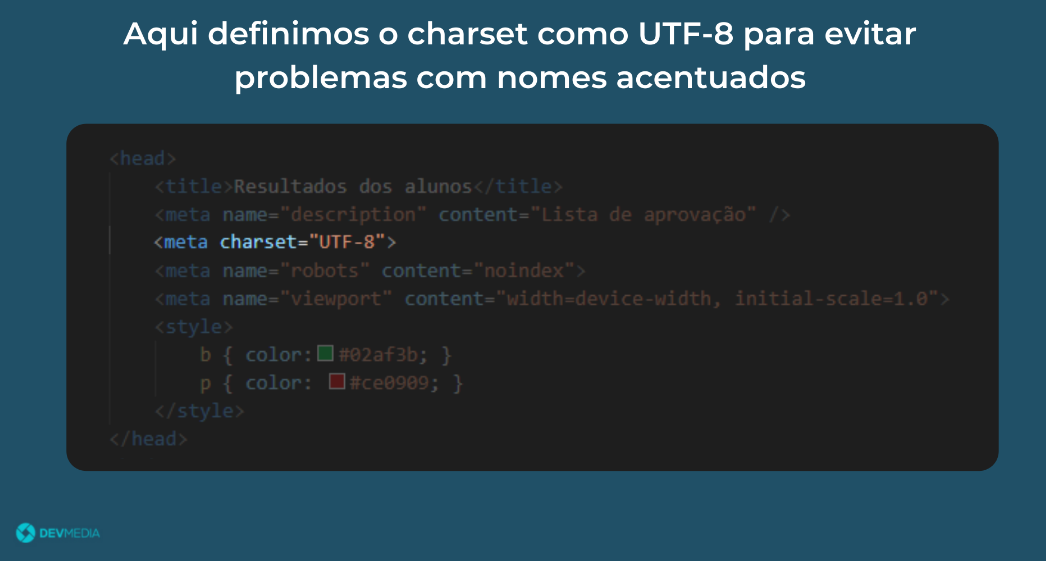 Aqui definimos o charset como UTF-8 para evitar
problemas com nomes acentuados
<head>
<title>Resultados dos alunos</title>
<meta name="description" content="Lista de aprovação" />
<meta charset="UTF-8">
<meta name="robots" content="noindex">
<meta name="viewport" content="width=device-width, initial-scale=1.0">
<style>
b { color: #02af3b; }
p { color: #ce0909; }
</style>
</head>
DEVMEDIA